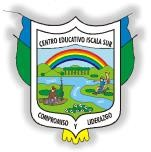 CENTRO EDUCATIVO ISCALA SUR
COMPROMISO Y LIDERAZGO